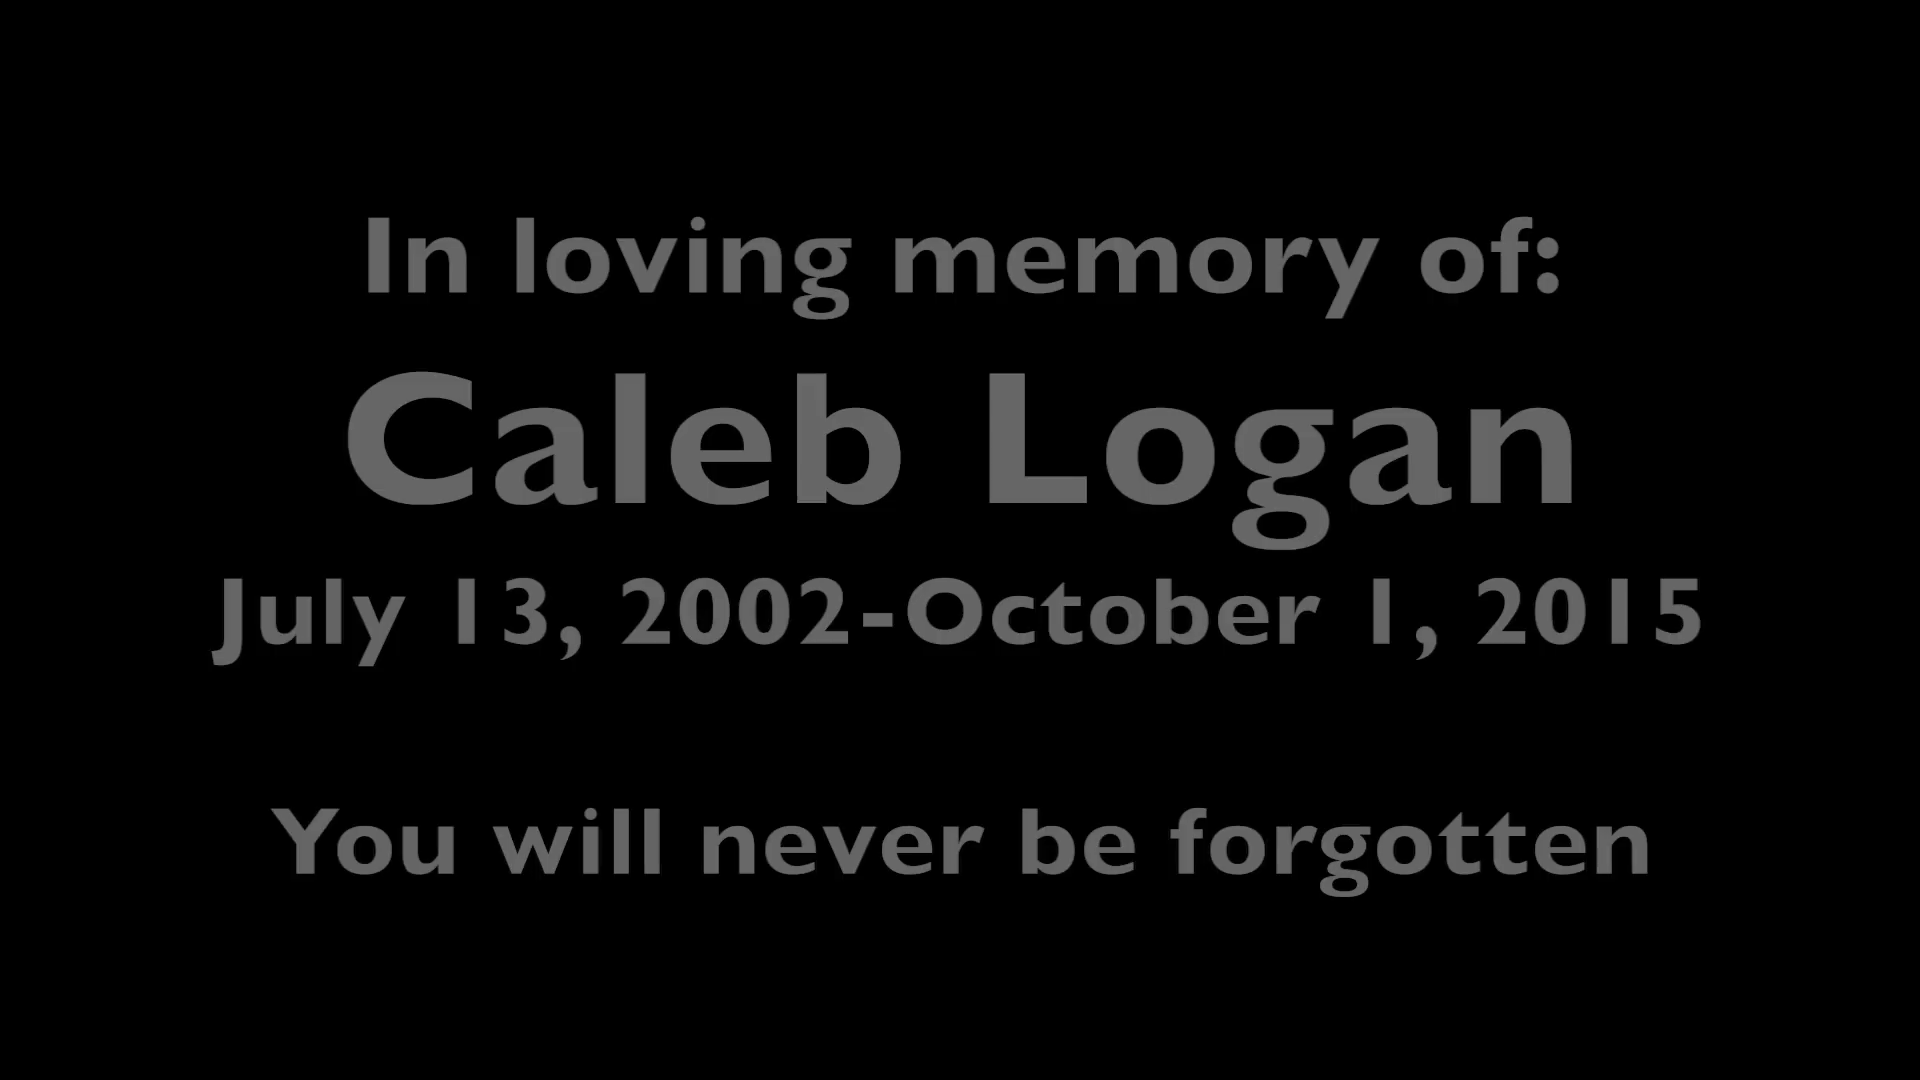 In loving memory of:
Caleb Logan
July 13, 2002-October 1, 2015
You will never be forgotten